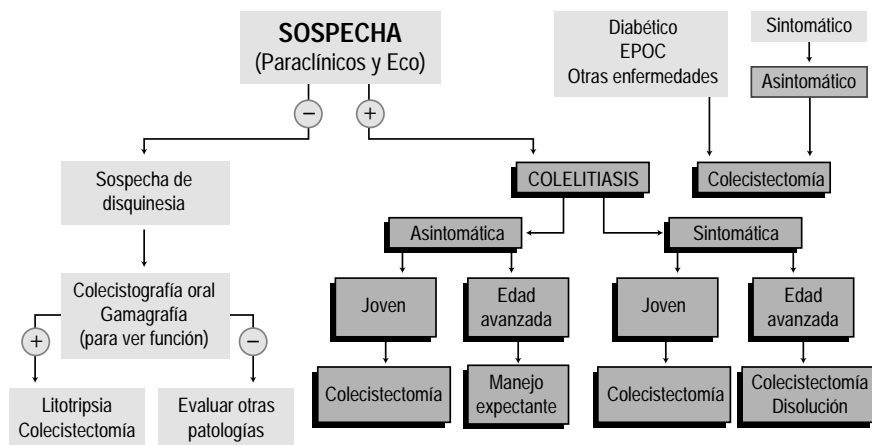 SOSPECHA
(Paraclínicos y Eco)
Diabético
EPOC
Otras enfermedades
Sintomático
Asintomático
−
+
Sospecha de
disquinesia
COLELITIASIS
Colecistectomía
Asintomática
Sintomática
Colecistografía oral
Gamagrafía
(para ver función)
Joven
Edad
avanzada
Joven
Edad
avanzada
+
−
Litotripsia
Colecistectomía
Evaluar otras
patologías
Colecistectomía
Manejo
expectante
Colecistectomía
Colecistectomía
Disolución